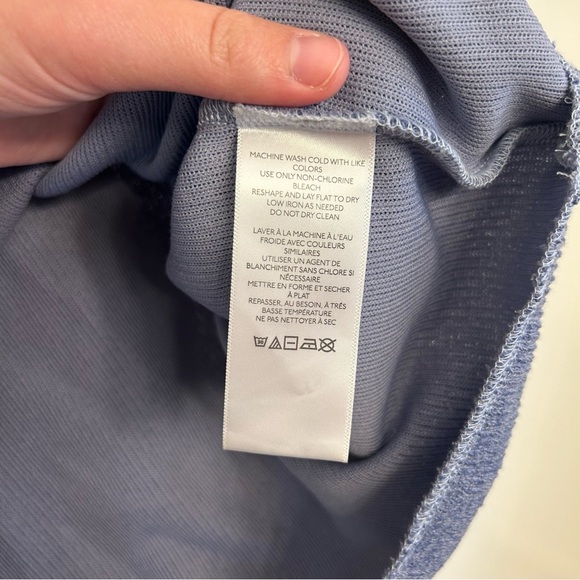 MACHINE WASH COLD WITH LIKE
COLORS
USE ONLY NON-CHLORINE
BLEACH
RESHAPE AND LAY FLAT TO DRY
LOW IRON AS NEEDED
DO NOT DRY CLEAN
LAVER À LA MACHINE À L'EAU
FROIDE AVEC COULEURS
SIMILAIRES
UTILISER UN AGENT DE
BLANCHIMENT SANS CHLORE SI
NÉCESSAIRE
METTRE EN FORME ET SÉCHER
À PLAT
REPASSER, AU BESOIN, À TRÈS
BASSE TEMPÉRATURE
NE PAS NETTOYER À SEC
30